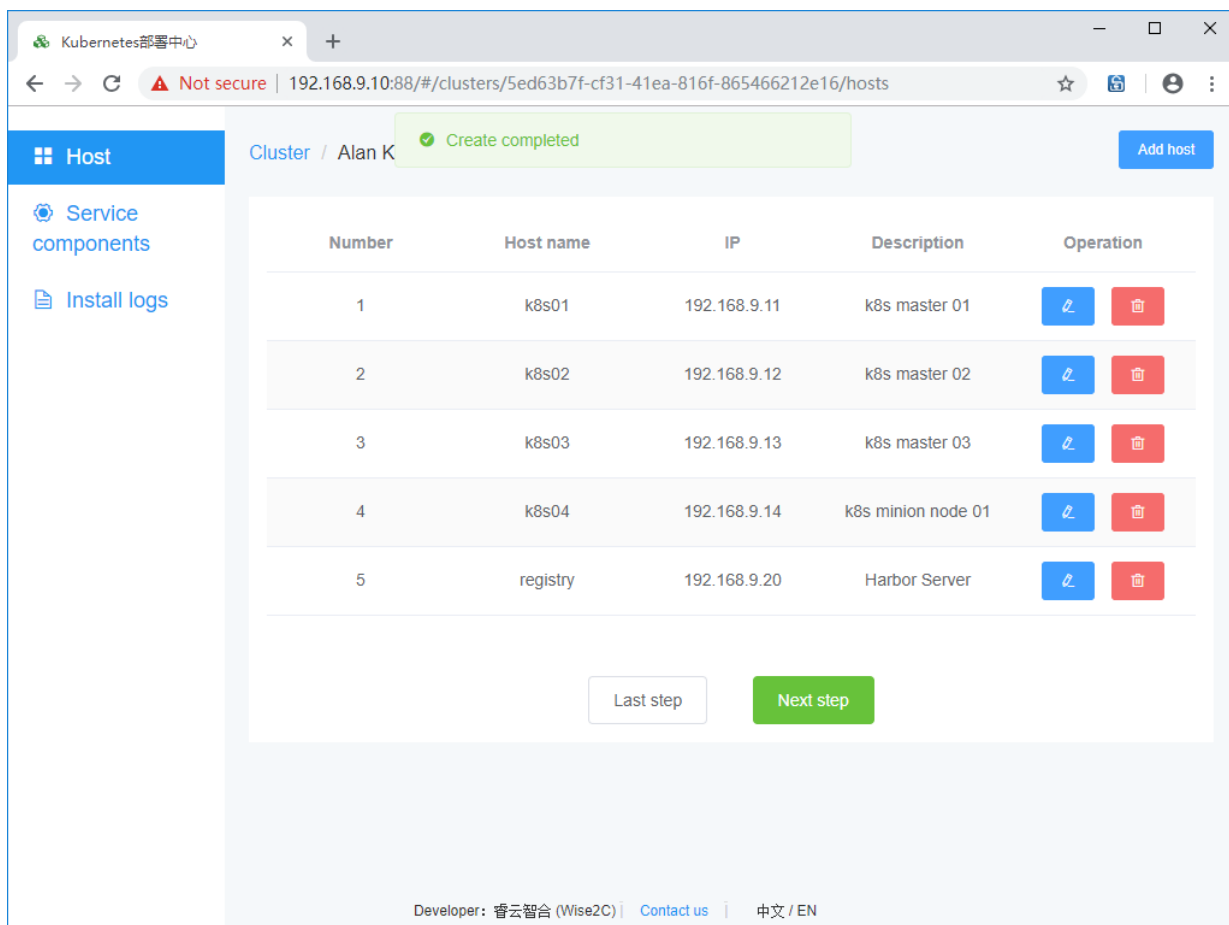 Kubernetes部署中心
Not secure | 192.168.9.10:88/#/clusters/5ed63b7f-cf31-41ea-816f-865466212e16/hosts
Create completed
Host
Cluster / Alan K
Add host
Service
components
Install logs
Number Host name IP Description Operation
1 k8s01 192.168.9.11 k8s master 01
2 k8s02 192.168.9.12 k8s master 02
3 k8s03 192.168.9.13 k8s master 03
4 k8s04 192.168.9.14 k8s minion node 01
5 registry 192.168.9.20 Harbor Server
Last step Next step
Developer：睿云智合 (Wise2C) | Contact us | 中文 / EN